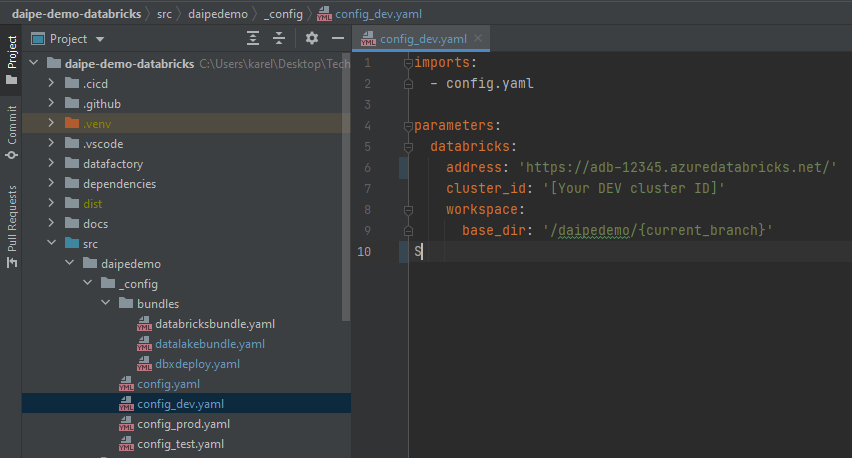 daipe-demo-databricks src daipedemo _config config_dev.yaml
Project
Commit
Pull Requests
Project
daipe-demo-databricks C:\Users\karel\Desktop\Tech
.cicd
.github
.venv
.vscode
datafactory
dependencies
dist
docs
src
daipedemo
_config
bundles
databricksbundle.yaml
datalakebundle.yaml
dbxdeploy.yaml
config.yaml
config_dev.yaml
config_prod.yaml
config_test.yaml
config_dev.yaml
1 imports:
2 - config.yaml
3
4 parameters:
5 databricks:
6 address: 'https://adb-12345.azuredatabricks.net/'
7 cluster_id: '[Your DEV cluster ID]'
8 workspace:
9 base_dir: '/daipedemo/{current_branch}'
10 S